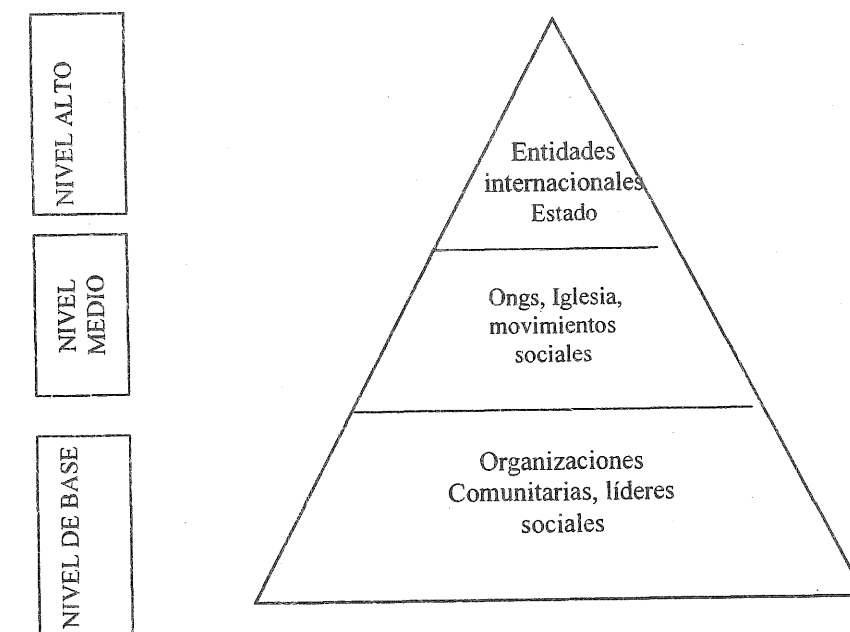 NIVEL ALTO
Entidades
internacionales
Estado
NIVEL
MEDIO
Ongs, Iglesia,
movimientos
sociales
NIVEL DE BASE
Organizaciones
Comunitarias, líderes
sociales